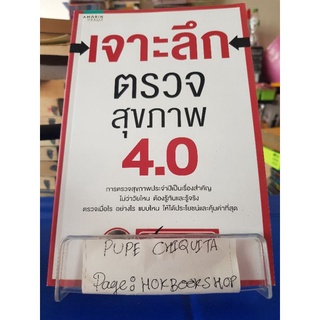 AMARIN
เจาะลึก
ตรวจ
สุขภาพ
4.0
การตรวจสุขภาพประจำปีเป็นเรื่องสำคัญ
ไม่ว่าวัยไหน ต้องรู้ทันและรู้จริง
ตรวจเมื่อไร อย่างไร แบบไหน ให้ได้ประโยชน์และคุ้มค่าที่สุด
PUPE CHIQUITA
Page: HOKBOOKSHOP